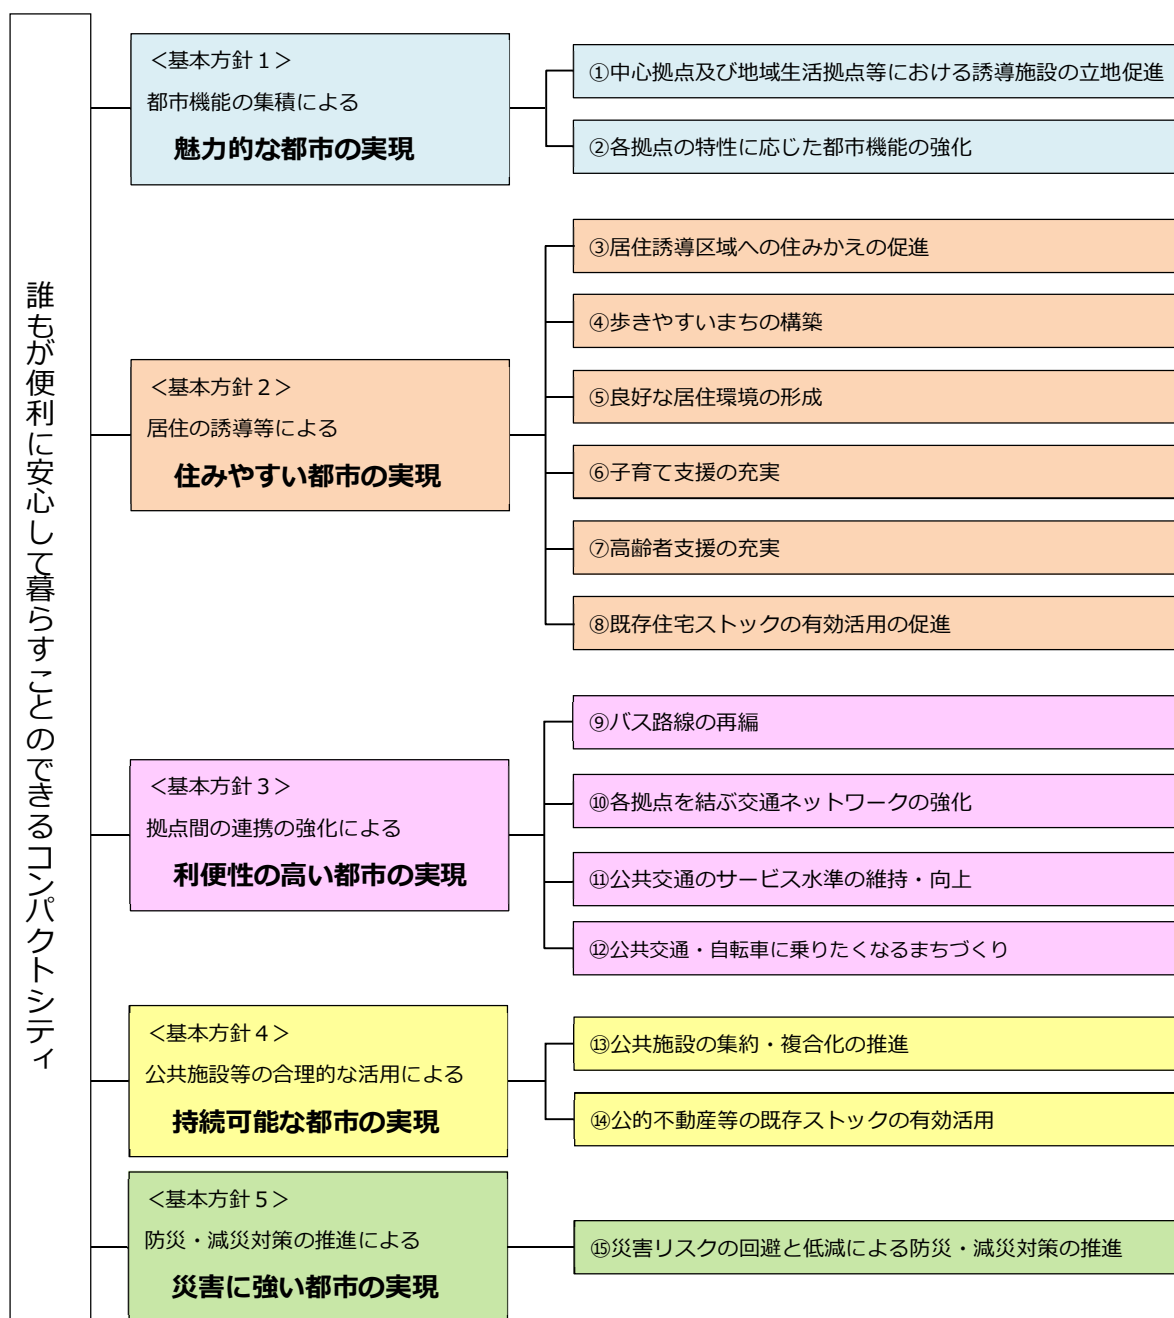 誰もが便利に安心して暮らすことのできるコンパクトシティ
＜基本方針１＞
都市機能の集積による
魅力的な都市の実現
①中心拠点及び地域生活拠点等における誘導施設の立地促進
②各拠点の特性に応じた都市機能の強化
＜基本方針２＞
居住の誘導等による
住みやすい都市の実現
③居住誘導区域への住みかえの促進
④歩きやすいまちの構築
⑤良好な居住環境の形成
⑥子育て支援の充実
⑦高齢者支援の充実
⑧既存住宅ストックの有効活用の促進
＜基本方針３＞
拠点間の連携の強化による
利便性の高い都市の実現
⑨バス路線の再編
⑩各拠点を結ぶ交通ネットワークの強化
⑪公共交通のサービス水準の維持・向上
⑫公共交通・自転車に乗りたくなるまちづくり
＜基本方針４＞
公共施設等の合理的な活用による
持続可能な都市の実現
⑬公共施設の集約・複合化の推進
⑭公的不動産等の既存ストックの有効活用
＜基本方針５＞
防災・減災対策の推進による
災害に強い都市の実現
⑮災害リスクの回避と低減による防災・減災対策の推進